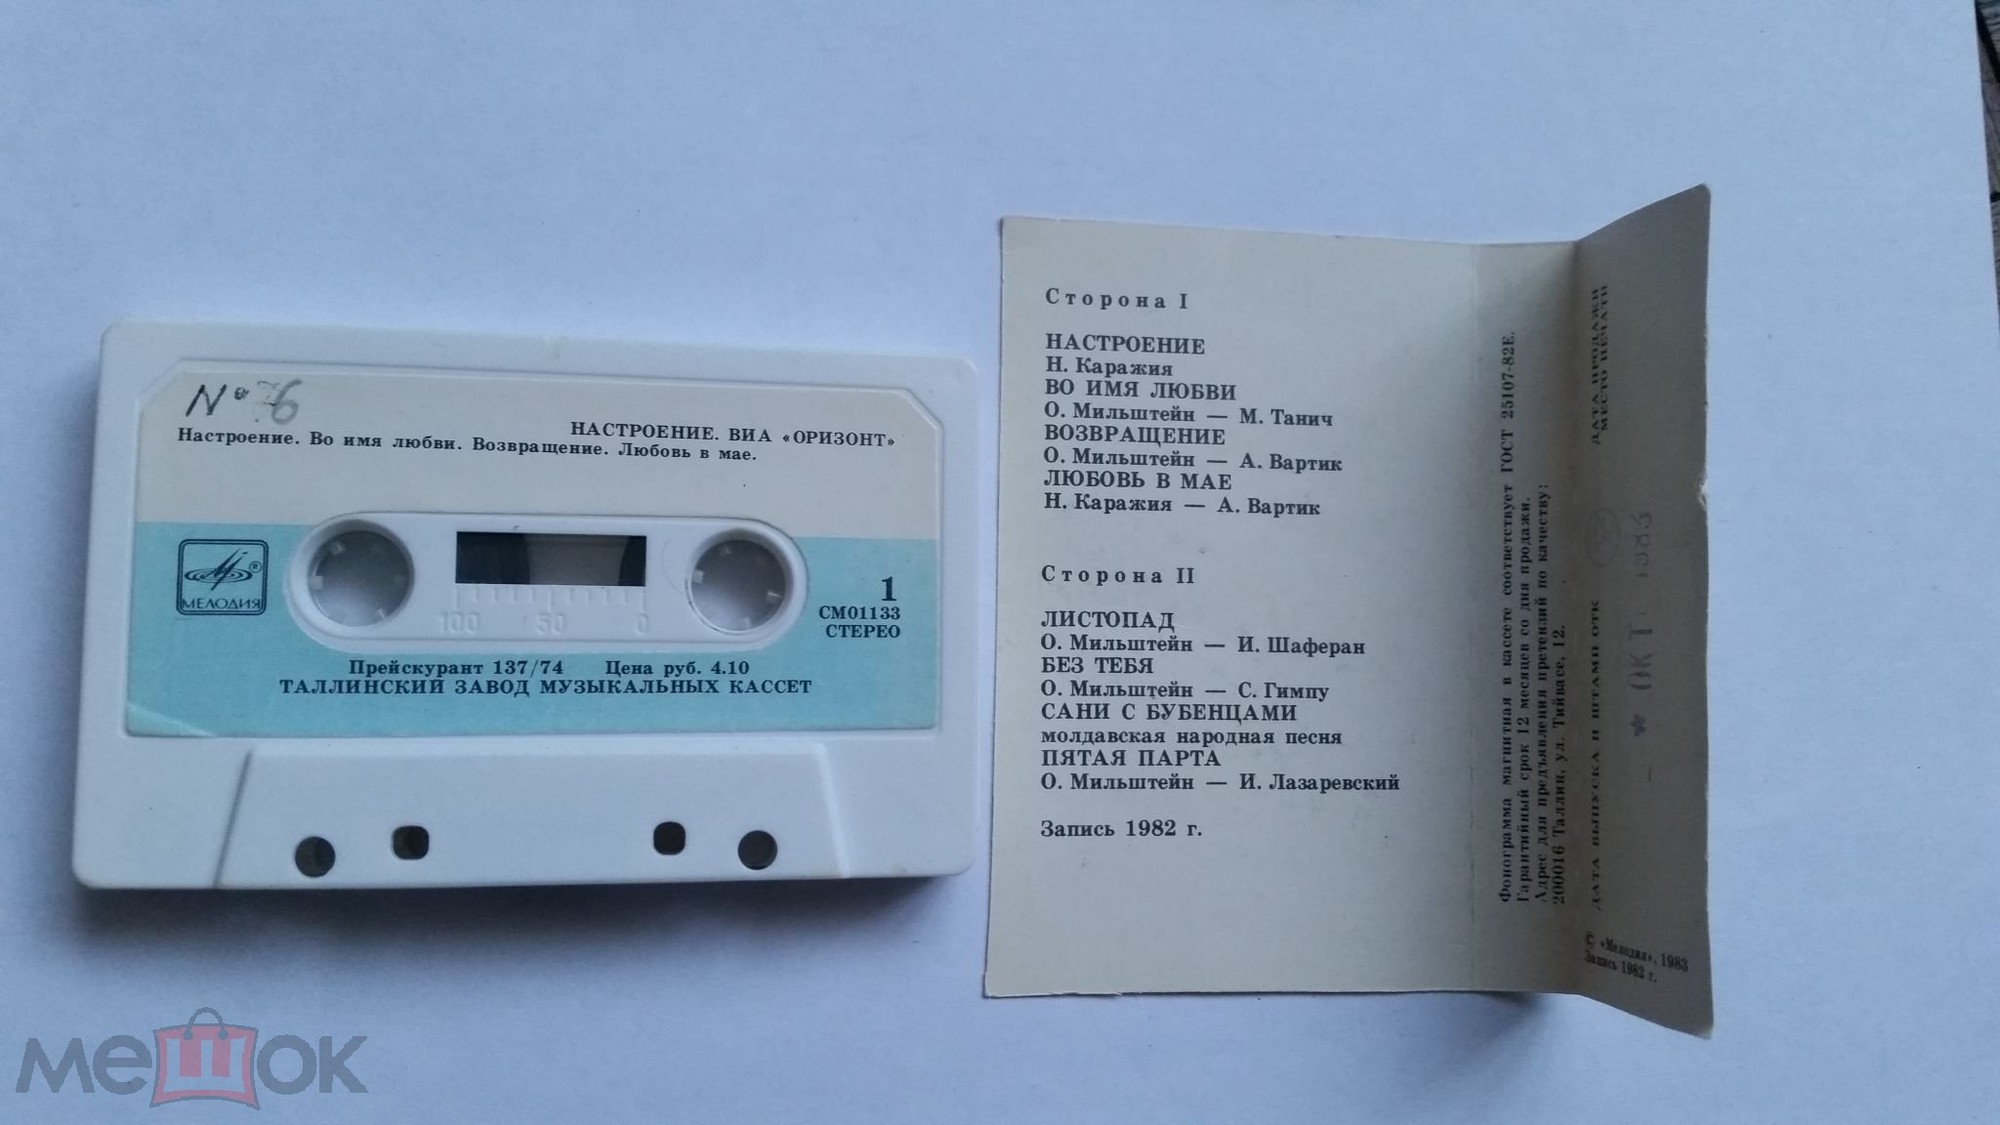 № 76
НАСТРОЕНИЕ. ВИА «ОРИЗОНТ»
Настроение. Во имя любви. Возвращение. Любовь в мае.
МЕЛОДИЯ
®
1
СМ01133
СТЕРЕО
100 50 0
Прейскурант 137/74 Цена руб. 4.10
ТАЛЛИНСКИЙ ЗАВОД МУЗЫКАЛЬНЫХ КАССЕТ
Сторона I
НАСТРОЕНИЕ
Н. Каражия
ВО ИМЯ ЛЮБВИ
О. Мильштейн — М. Танич
ВОЗВРАЩЕНИЕ
О. Мильштейн — А. Вартик
ЛЮБОВЬ В МАЕ
Н. Каражия — А. Вартик
Сторона II
ЛИСТОПАД
О. Мильштейн — И. Шаферан
БЕЗ ТЕБЯ
О. Мильштейн — С. Гимпу
САНИ С БУБЕНЦАМИ
молдавская народная песня
ПЯТАЯ ПАРТА
О. Мильштейн — И. Лазаревский
Запись 1982 г.
Фонограмма магнитная в кассете соответствует ГОСТ 25107-82Е.
Гарантийный срок 12 месяцев со дня продажи.
Адрес для предъявления претензий по качеству:
200016 Таллин, ул. Тийвасе, 12.
ДАТА ВЫПУСКА И ШТАМП ОТК
ДАТА ПРОДАЖИ
МЕСТО ПЕЧАТИ
* ОКТ 1983
© «Мелодия», 1983
Запись 1982 г.
мешок